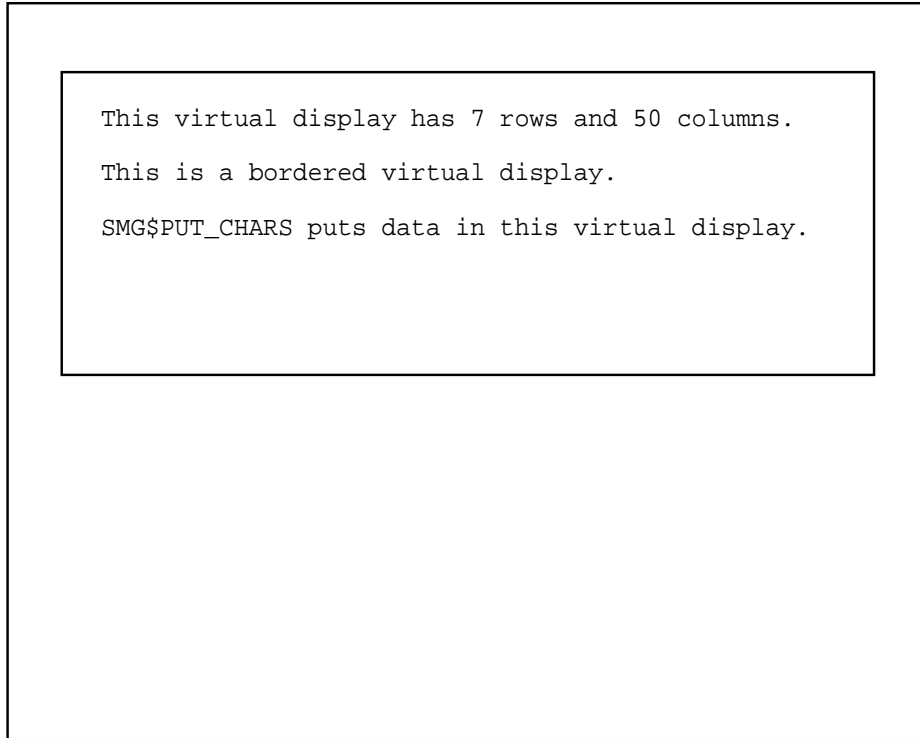 This virtual display has 7 rows and 50 columns.
This is a bordered virtual display.
SMG$PUT_CHARS puts data in this virtual display.